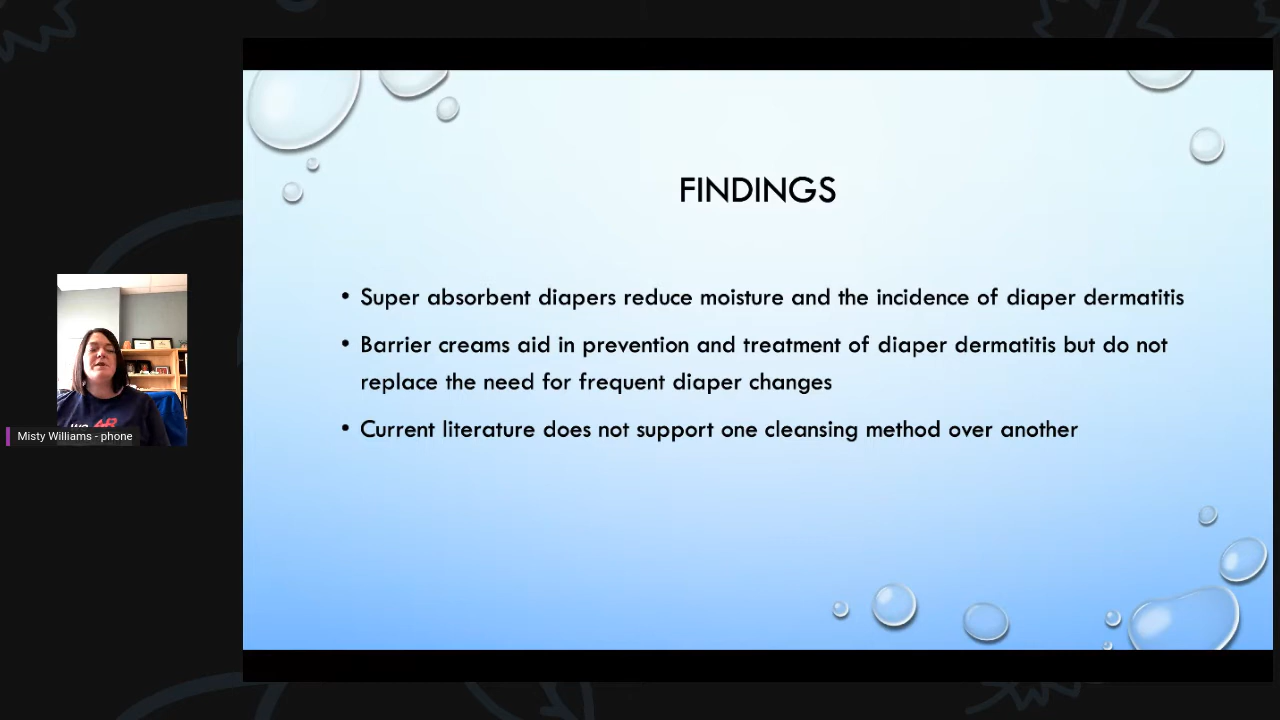 FINDINGS
• Super absorbent diapers reduce moisture and the incidence of diaper dermatitis
• Barrier creams aid in prevention and treatment of diaper dermatitis but do not
replace the need for frequent diaper changes
• Current literature does not support one cleansing method over another
Misty Williams - phone